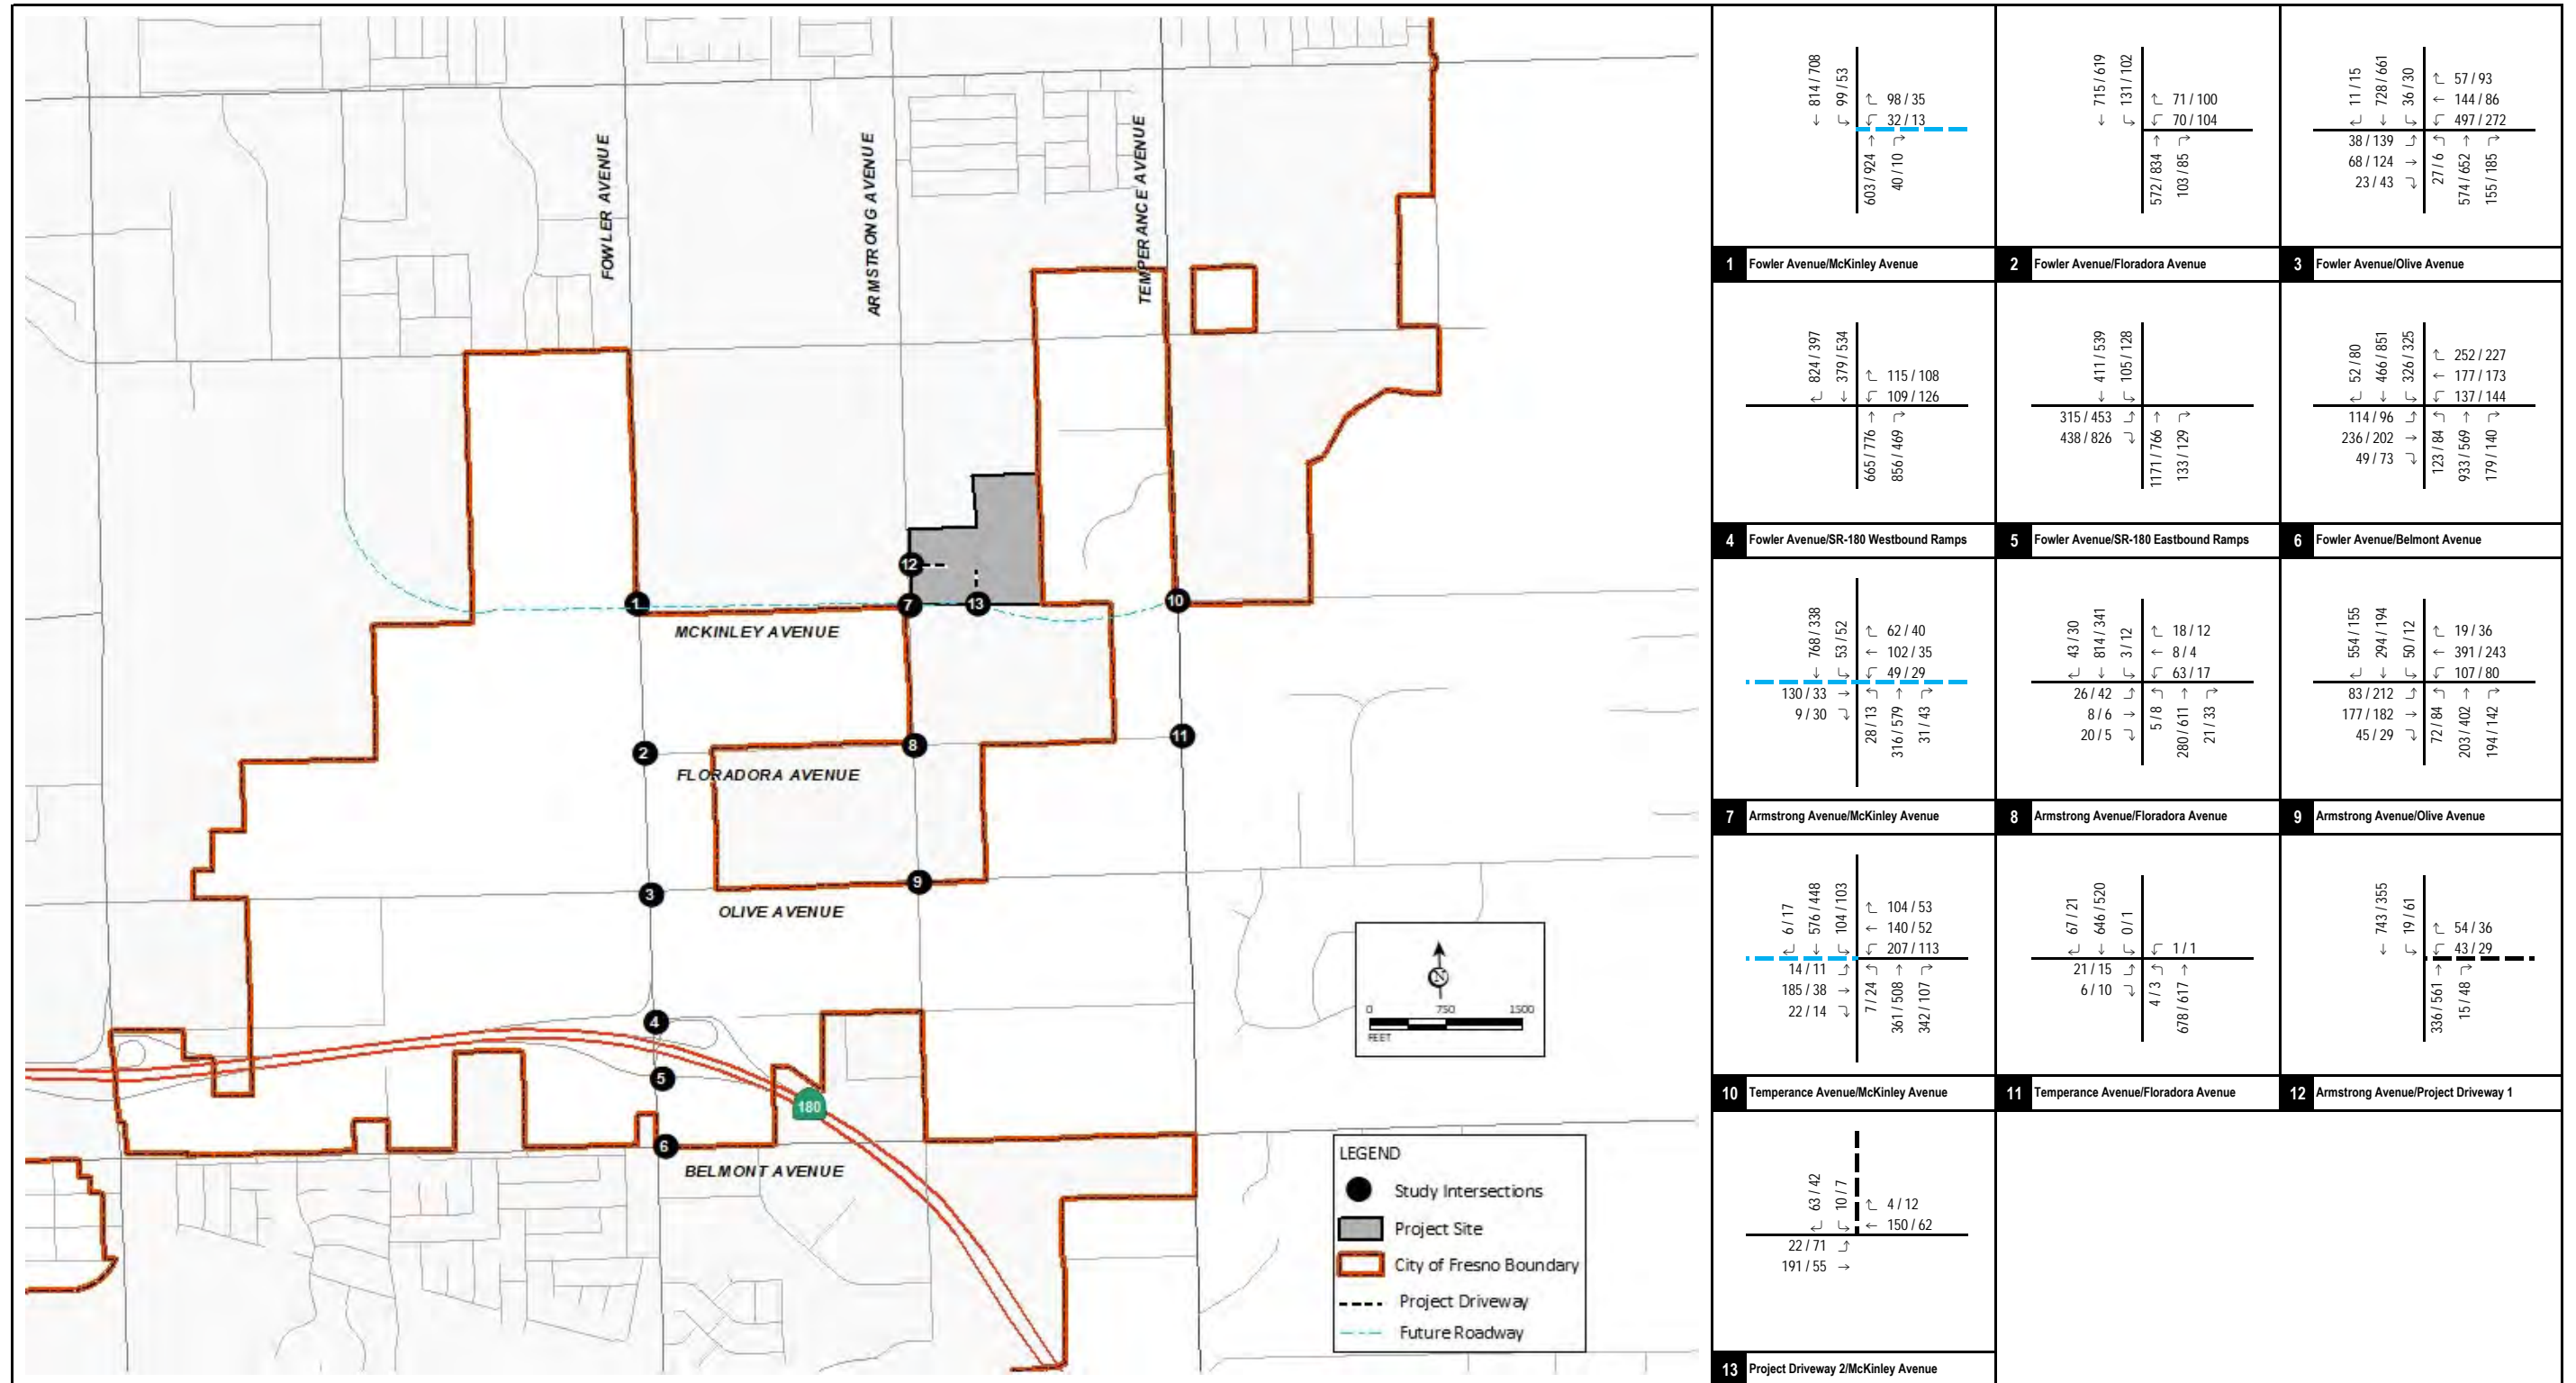 FOWLER AVENUE
ARMSTRONG AVENUE
TEMPERANCE AVENUE
12
1
7
13
10
MCKINLEY AVENUE
2
8
11
FLORADORA AVENUE
3
9
OLIVE AVENUE
4
5
180
6
BELMONT AVENUE
N
0 750 1500
FEET
LEGEND
Study Intersections
Project Site
City of Fresno Boundary
Project Driveway
Future Roadway
814 / 708
99 / 53
98 / 35
32 / 13
603 / 924
40 / 10
1 Fowler Avenue/McKinley Avenue
715 / 619
131 / 102
71 / 100
70 / 104
572 / 834
103 / 85
2 Fowler Avenue/Floradora Avenue
11 / 15
728 / 661
36 / 30
57 / 93
144 / 86
497 / 272
38 / 139
68 / 124
23 / 43
27 / 6
574 / 652
155 / 185
3 Fowler Avenue/Olive Avenue
824 / 397
379 / 534
115 / 108
109 / 126
665 / 776
856 / 469
4 Fowler Avenue/SR-180 Westbound Ramps
411 / 539
105 / 128
315 / 453
438 / 826
1171 / 766
133 / 129
5 Fowler Avenue/SR-180 Eastbound Ramps
52 / 80
466 / 851
326 / 325
252 / 227
177 / 173
137 / 144
114 / 96
236 / 202
49 / 73
123 / 84
933 / 569
179 / 140
6 Fowler Avenue/Belmont Avenue
768 / 338
53 / 52
62 / 40
102 / 35
49 / 29
130 / 33
9 / 30
28 / 13
316 / 579
31 / 43
7 Armstrong Avenue/McKinley Avenue
43 / 30
814 / 341
3 / 12
18 / 12
8 / 4
63 / 17
26 / 42
8 / 6
20 / 5
5 / 8
280 / 611
21 / 33
8 Armstrong Avenue/Floradora Avenue
554 / 155
294 / 194
50 / 12
19 / 36
391 / 243
107 / 80
83 / 212
177 / 182
45 / 29
72 / 84
203 / 402
194 / 142
9 Armstrong Avenue/Olive Avenue
6 / 17
576 / 448
104 / 103
104 / 53
140 / 52
207 / 113
14 / 11
185 / 38
22 / 14
7 / 24
361 / 508
342 / 107
10 Temperance Avenue/McKinley Avenue
67 / 21
646 / 520
0 / 1
1 / 1
21 / 15
6 / 10
4 / 3
678 / 617
11 Temperance Avenue/Floradora Avenue
743 / 355
19 / 61
54 / 36
43 / 29
336 / 561
15 / 48
12 Armstrong Avenue/Project Driveway 1
63 / 42
10 / 7
4 / 12
150 / 62
22 / 71
191 / 55
13 Project Driveway 2/McKinley Avenue